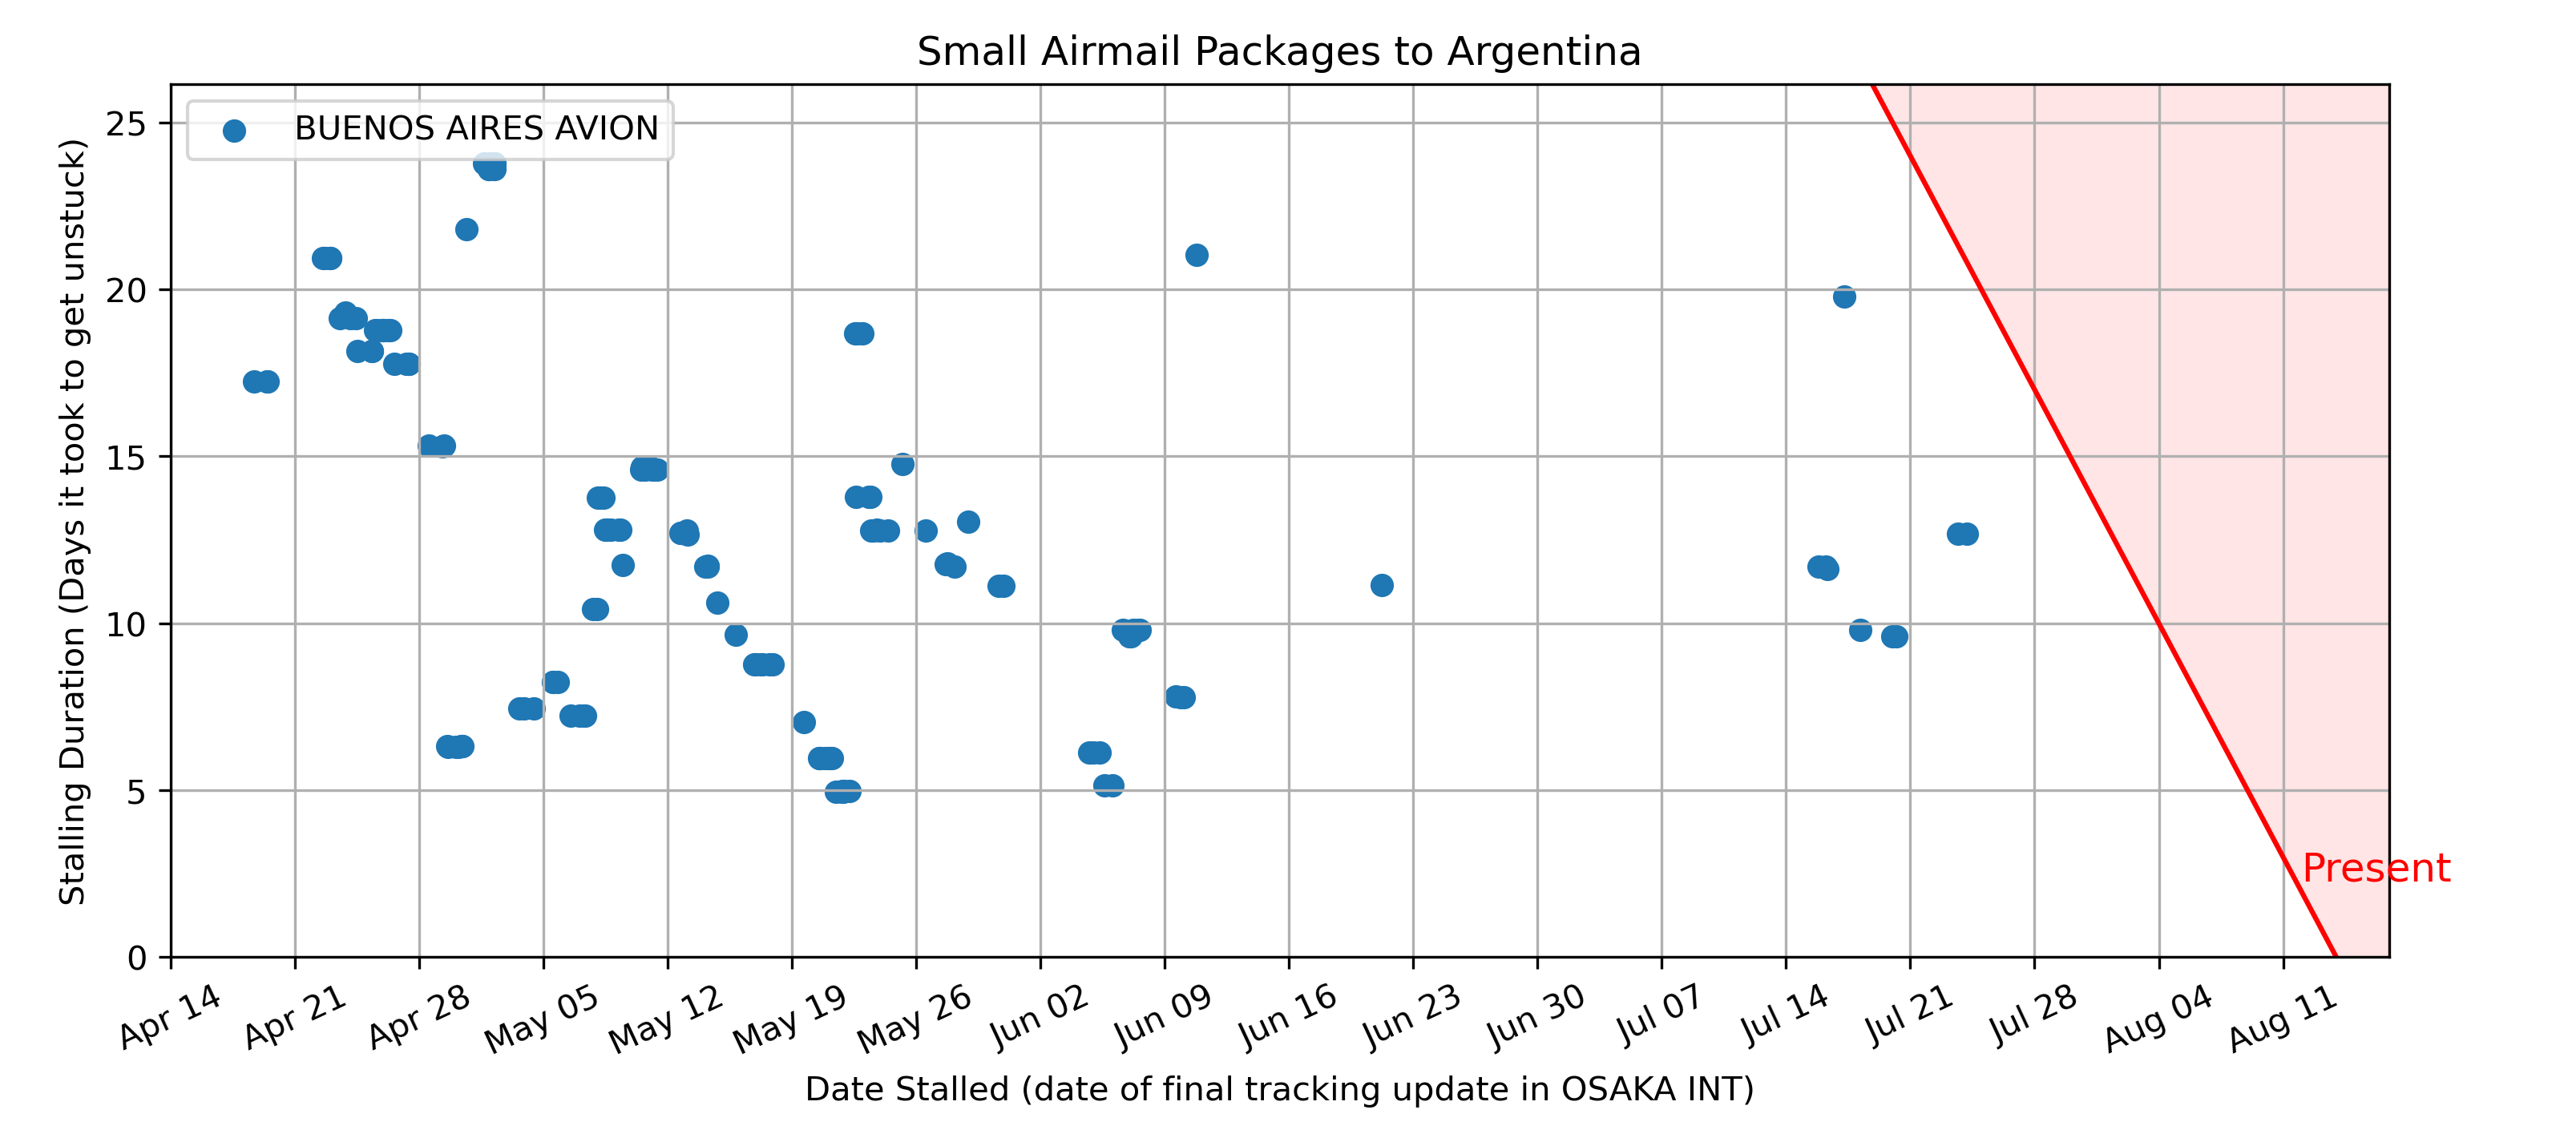 Small Airmail Packages to Argentina
BUENOS AIRES AVION
Stalling Duration (Days it took to get unstuck)
25
20
15
10
5
0
Present
Apr 14
Apr 21
Apr 28
May 05
May 12
May 19
May 26
Jun 02
Jun 09
Jun 16
Jun 23
Jun 30
Jul 07
Jul 14
Jul 21
Jul 28
Aug 04
Aug 11
Date Stalled (date of final tracking update in OSAKA INT)